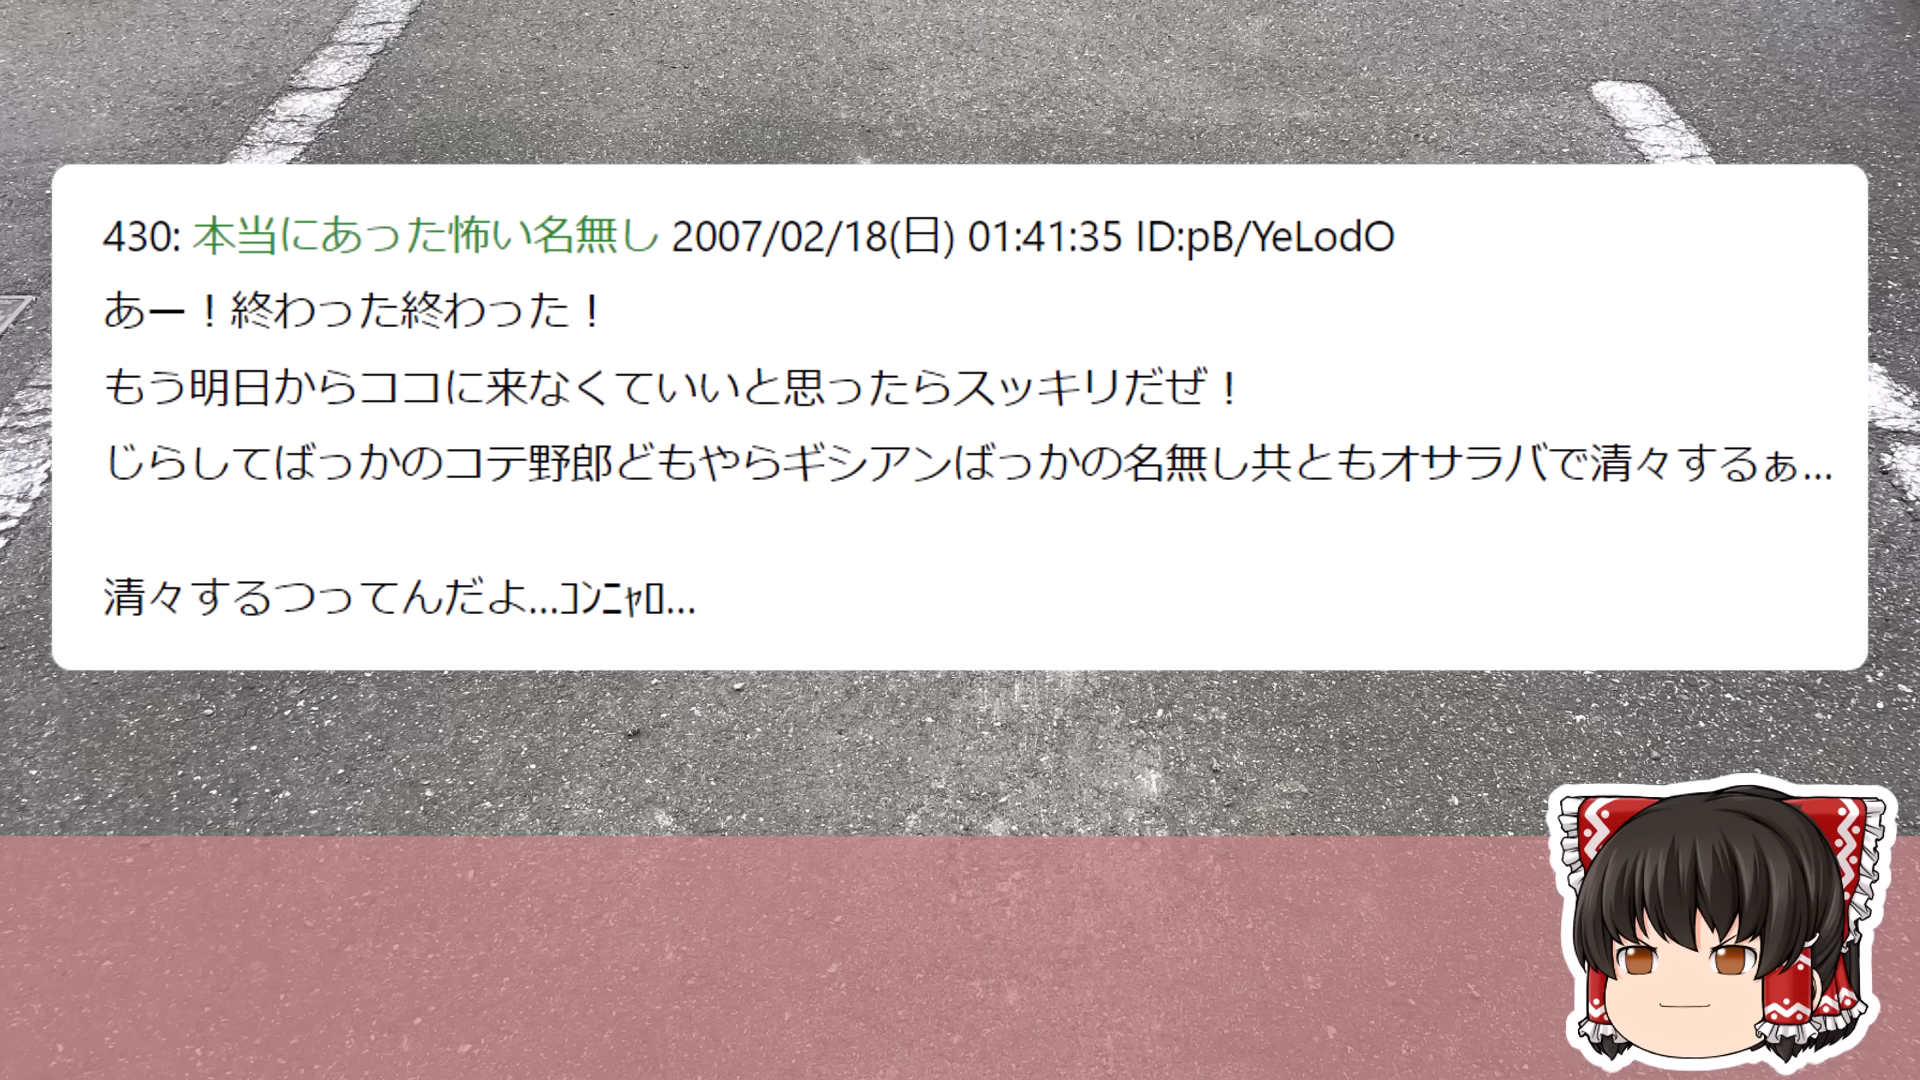 430: 本当にあった怖い名無し 2007/02/18(日) 01:41:35 ID:pB/YeLodO
あー！終わった終わった！
もう明日からココに来なくていいと思ったらスッキリだぜ！
じらしてばっかのコテ野郎どもやらギシアンばっかの名無し共ともオサラバで清々するぁ…
清々するつってんだよ…ｺﾝﾆｬﾛ…